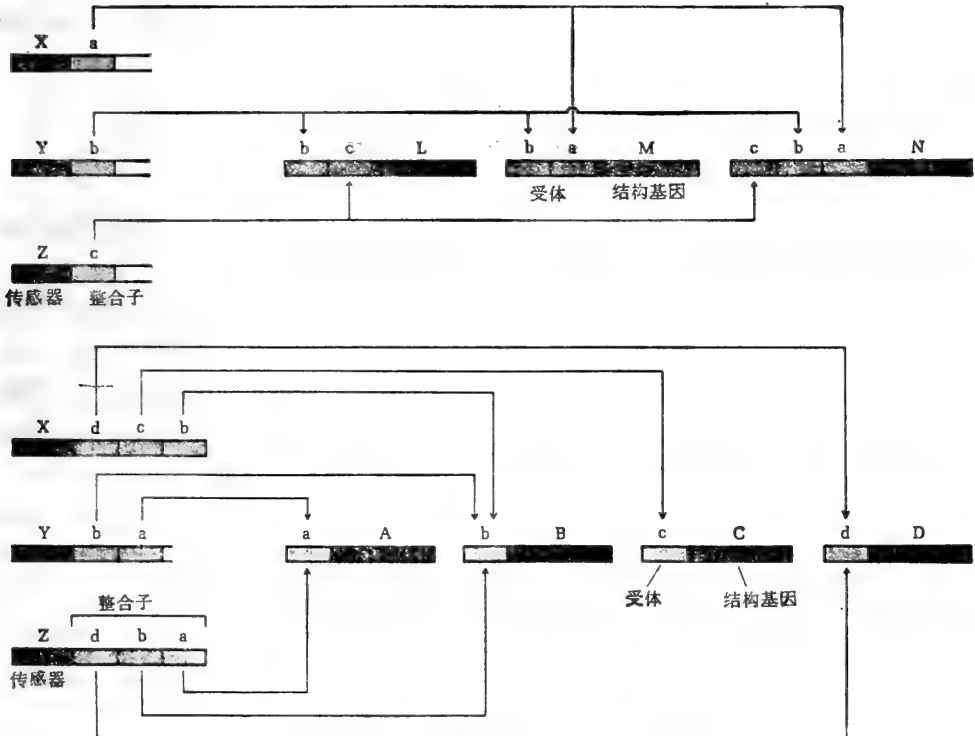 X a
Y b b c L b a M c b a N
受体 结构基因
Z c
传感器 整合子
X d c b
Y b a a A b B c C d D
受体 结构基因
整合子
Z d b a
传感器